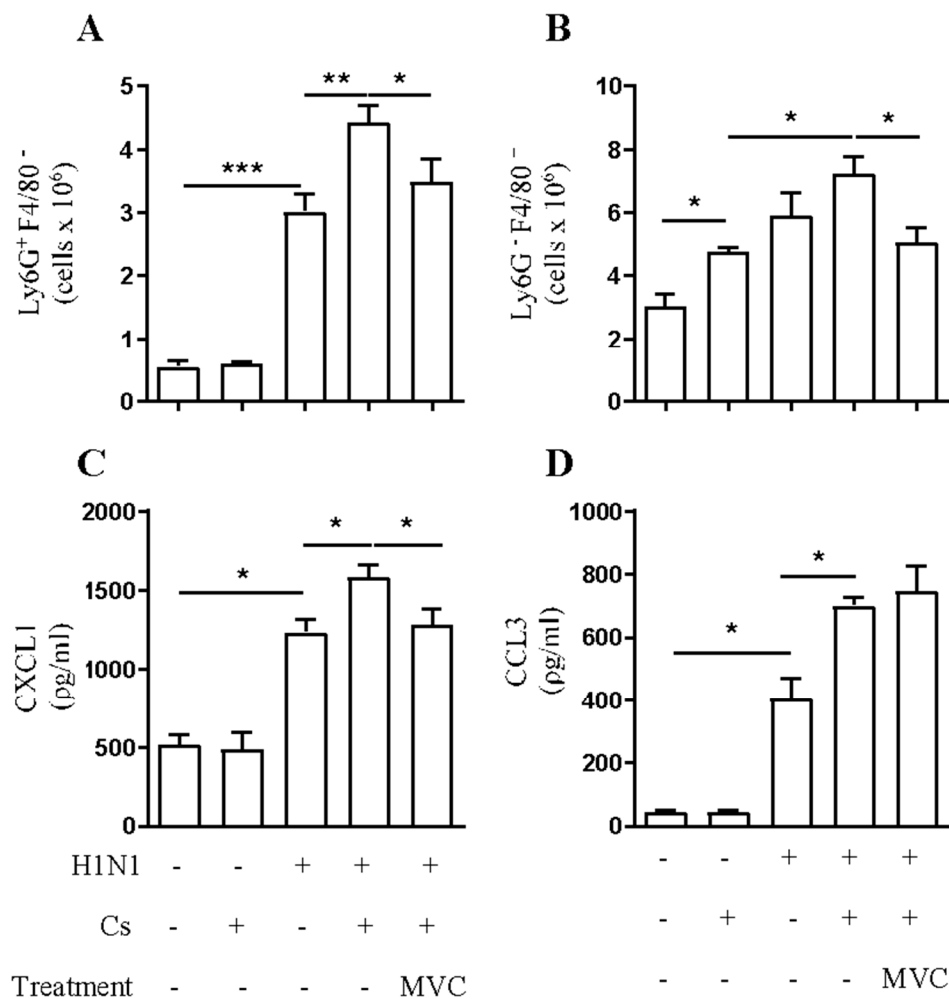 A
Ly6G⁺ F4/80 -
(cells x 10⁶)
5
4
3
2
1
0
***
**
*
B
Ly6G - F4/80 –
(cells x 10⁶)
10
8
6
4
2
0
*
*
*
C
CXCL1
(ρg/ml)
2000
1500
1000
500
0
*
*
*
D
CCL3
(ρg/ml)
1000
800
600
400
200
0
*
*
H1N1 - - + + + - - + + +
Cs - + - + + - + - + +
Treatment - - - - MVC - - - - MVC